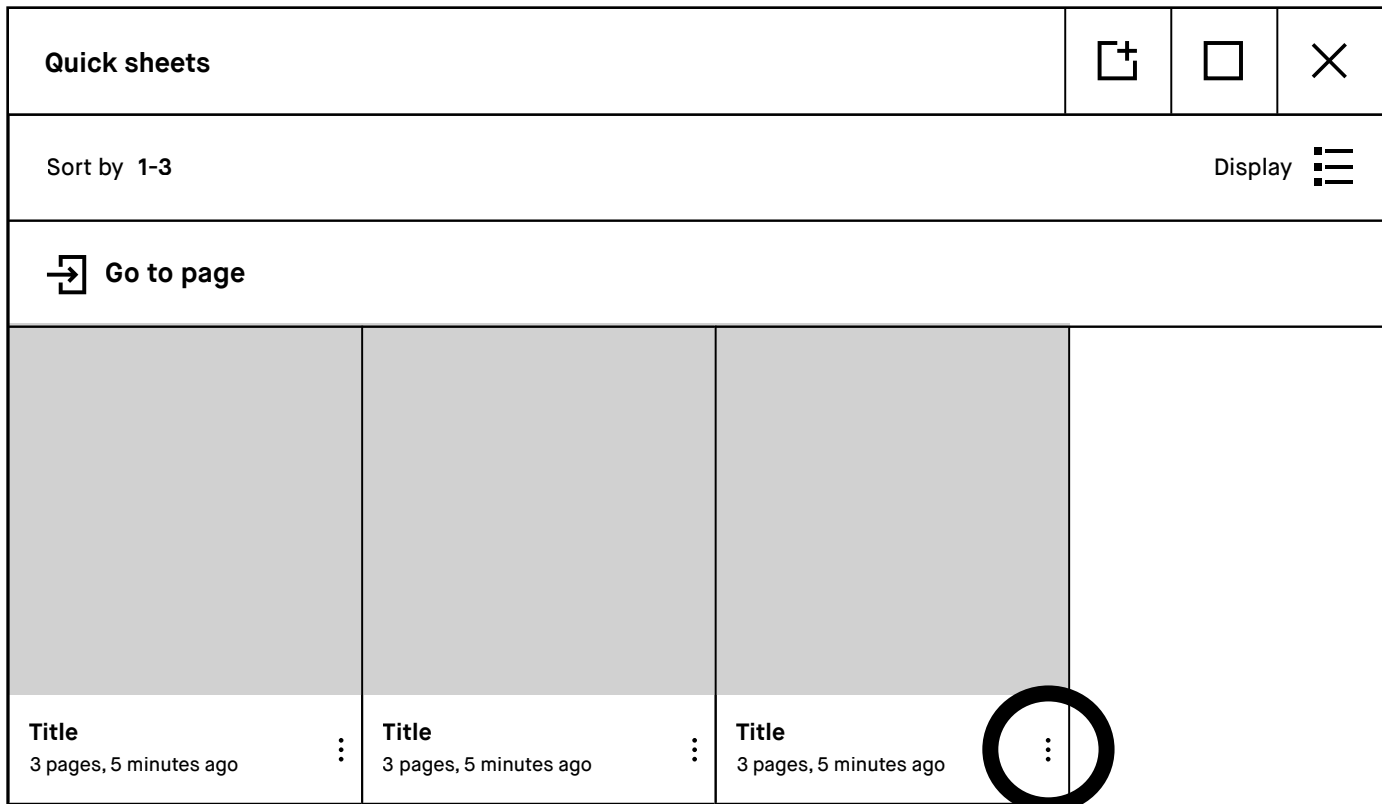 Quick sheets
Sort by 1-3
Display
Go to page
Title
3 pages, 5 minutes ago
Title
3 pages, 5 minutes ago
Title
3 pages, 5 minutes ago